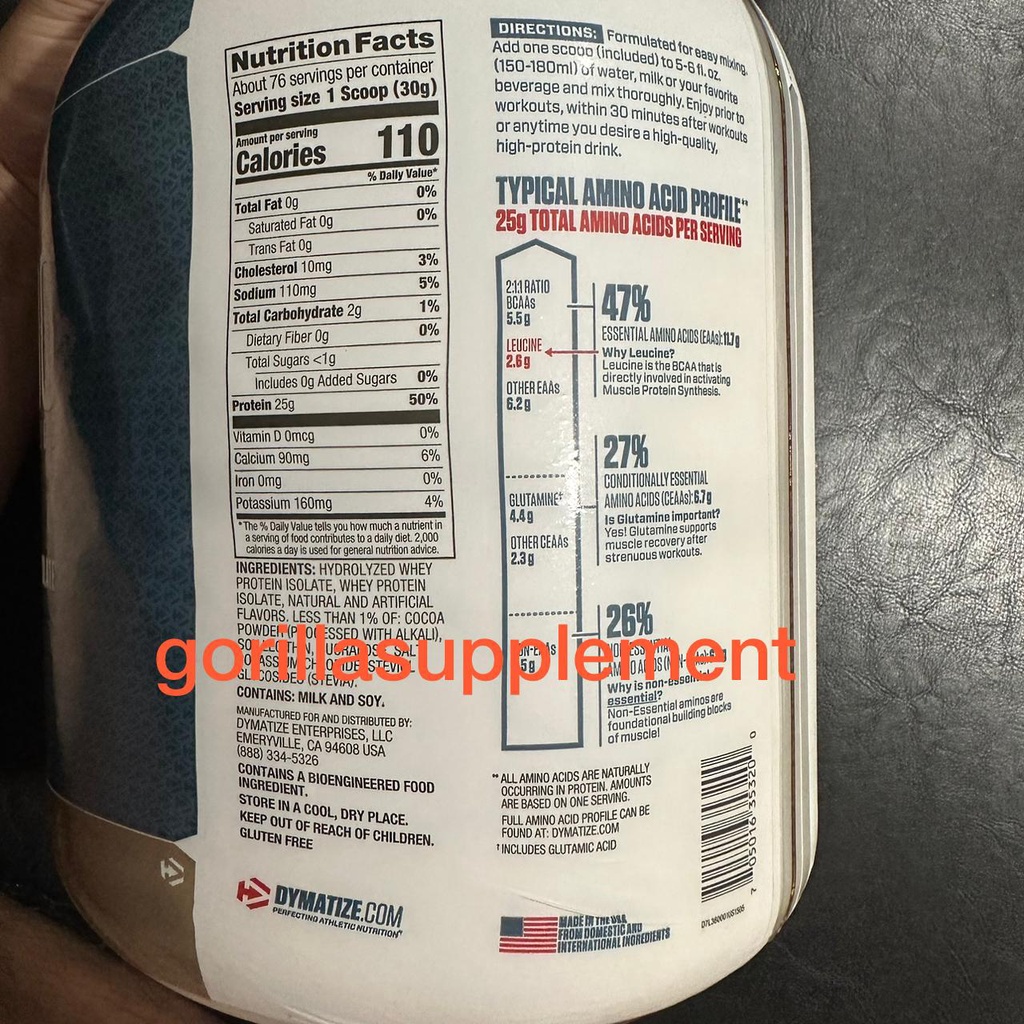 Nutrition Facts
About 76 servings per container
Serving size 1 Scoop (30g)
Amount per serving
Calories 110
% Daily Value*
Total Fat 0g 0%
Saturated Fat 0g 0%
Trans Fat 0g
Cholesterol 10mg 3%
Sodium 110mg 5%
Total Carbohydrate 2g 1%
Dietary Fiber 0g 0%
Total Sugars <1g
Includes 0g Added Sugars 0%
Protein 25g 50%
Vitamin D 0mcg 0%
Calcium 90mg 6%
Iron 0mg 0%
Potassium 160mg 4%
*The % Daily Value tells you how much a nutrient in
a serving of food contributes to a daily diet. 2,000
calories a day is used for general nutrition advice.
INGREDIENTS: HYDROLYZED WHEY
PROTEIN ISOLATE, WHEY PROTEIN
ISOLATE, NATURAL AND ARTIFICIAL
FLAVORS. LESS THAN 1% OF: COCOA
POWDER (PROCESSED WITH ALKALI),
SALT,
(STEVIA).
CONTAINS: MILK AND SOY.
MANUFACTURED FOR AND DISTRIBUTED BY:
DYMATIZE ENTERPRISES, LLC
EMERYVILLE, CA 94608 USA
(888) 334-5326
CONTAINS A BIOENGINEERED FOOD
INGREDIENT.
STORE IN A COOL, DRY PLACE.
KEEP OUT OF REACH OF CHILDREN.
GLUTEN FREE
DYMATIZE.COM
PERFECTING ATHLETIC NUTRITION
DIRECTIONS: Formulated for easy mixing.
Add one scoop (included) to 5-6 fl. oz.
(150-180ml) of water, milk or your favorite
beverage and mix thoroughly. Enjoy prior to
workouts, within 30 minutes after workouts
or anytime you desire a high-quality,
high-protein drink.
TYPICAL AMINO ACID PROFILE**
25g TOTAL AMINO ACIDS PER SERVING
2:1:1 RATIO
BCAAs
5.5g
LEUCINE
2.6g
OTHER EAAs
6.2g
47%
ESSENTIAL AMINO ACIDS (EAAs): 11.7g
Why Leucine?
Leucine is the BCAA that is
directly involved in activating
Muscle Protein Synthesis.
GLUTAMINE†
4.4g
OTHER CEAAs
2.3g
27%
CONDITIONALLY ESSENTIAL
AMINO ACIDS (CEAAs): 6.7g
Is Glutamine important?
Yes! Glutamine supports
muscle recovery after
strenuous workouts.
26%
Why is non-essential
essential?
Non-Essential aminos are
foundational building blocks
of muscle!
gorillasupplement
**ALL AMINO ACIDS ARE NATURALLY
OCCURRING IN PROTEIN. AMOUNTS
ARE BASED ON ONE SERVING.
FULL AMINO ACID PROFILE CAN BE
FOUND AT: DYMATIZE.COM
†INCLUDES GLUTAMIC ACID
MADE IN THE USA
FROM DOMESTIC AND
INTERNATIONAL INGREDIENTS
7 05016 35320 0